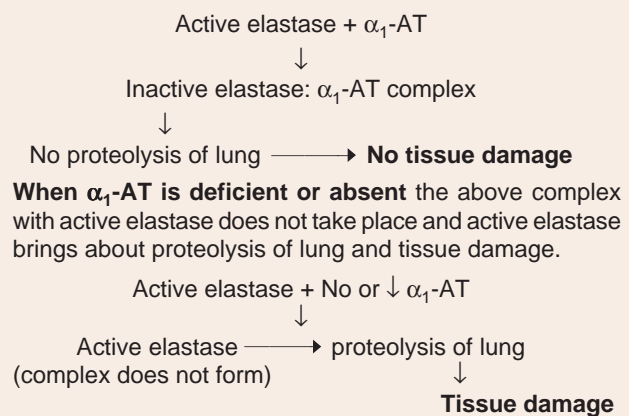 Active elastase + α₁-AT
↓
Inactive elastase: α₁-AT complex
↓
No proteolysis of lung ⟶ No tissue damage
When α₁-AT is deficient or absent the above complex
with active elastase does not take place and active elastase
brings about proteolysis of lung and tissue damage.
Active elastase + No or ↓ α₁-AT
↓
Active elastase ⟶ proteolysis of lung
(complex does not form) ↓
Tissue damage